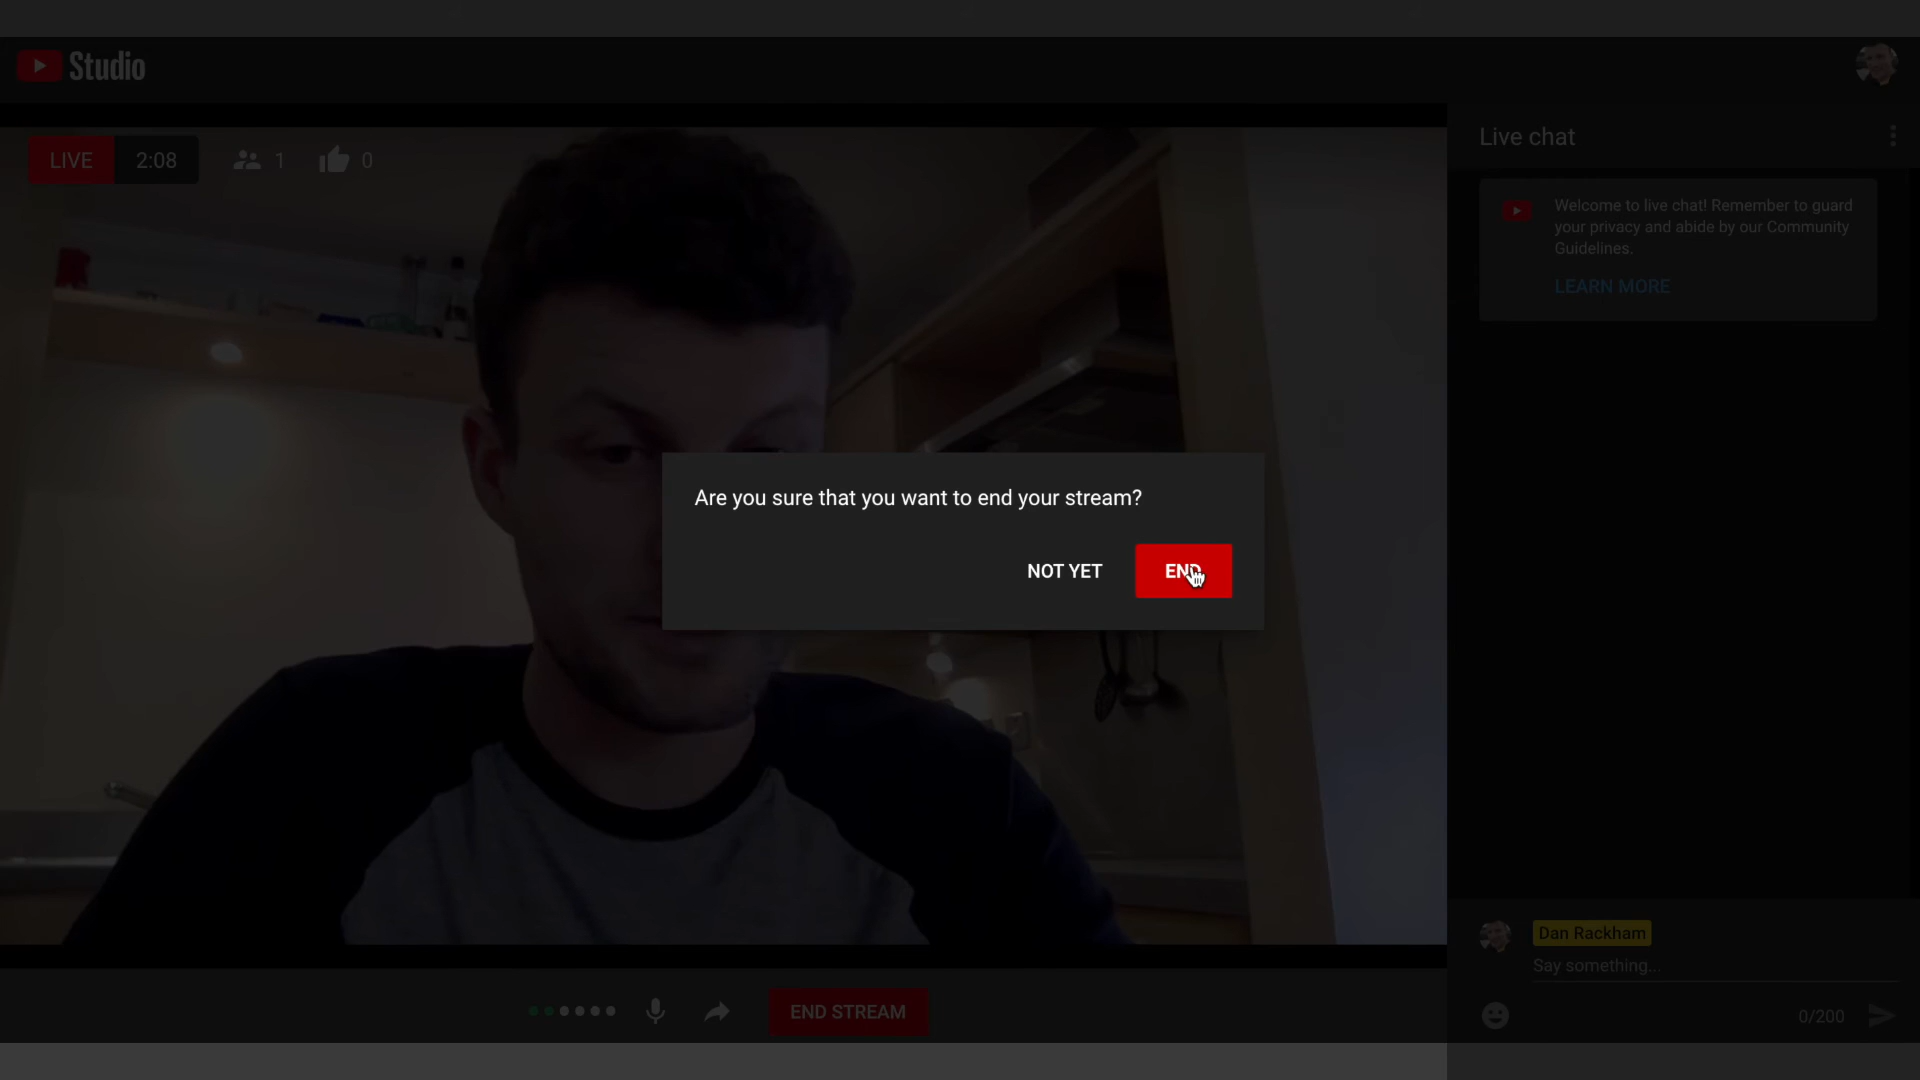 Studio
LIVE 2:08 1 0
Live chat
Welcome to live chat! Remember to guard
your privacy and abide by our Community
Guidelines.
LEARN MORE
Are you sure that you want to end your stream?
NOT YET
END
Dan Rackham
Say something...
0/200
END STREAM